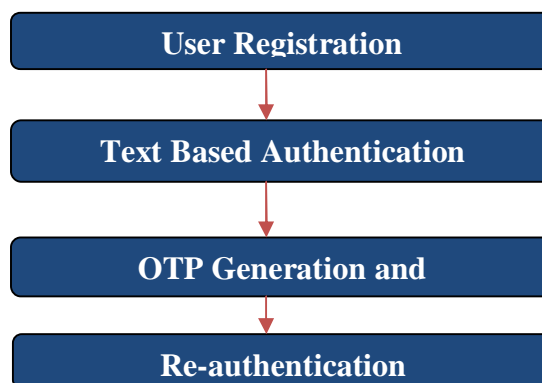 User Registration
Text Based Authentication
OTP Generation and
Re-authentication